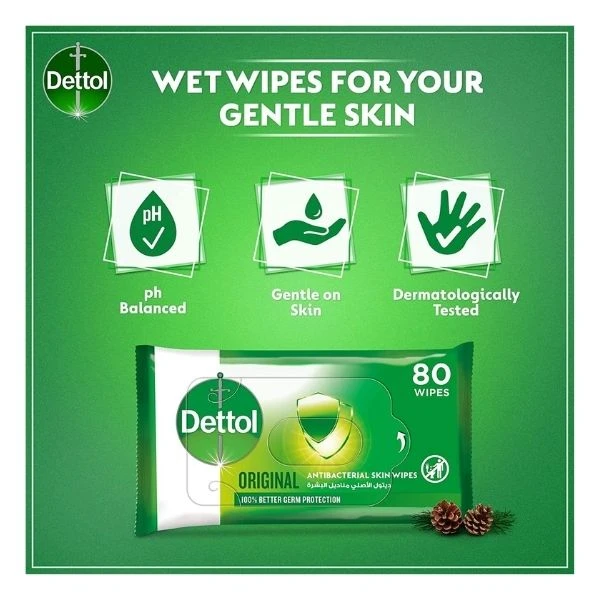 Dettol
WET WIPES FOR YOUR
GENTLE SKIN
pH
ph
Balanced
Gentle on
Skin
Dermatologically
Tested
80
WIPES
Dettol
ORIGINAL
ANTIBACTERIAL SKIN WIPES
ديتول الأصلي مناديل البشرة
100% BETTER GERM PROTECTION